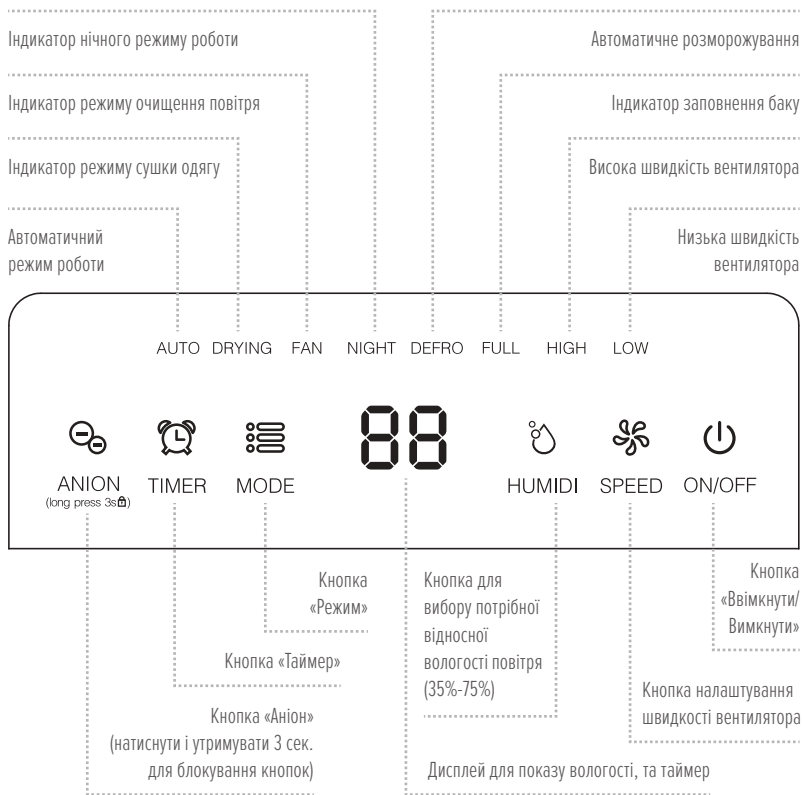 Індикатор нічного режиму роботи
Автоматичне розморожування
Індикатор режиму очищення повітря
Індикатор заповнення баку
Індикатор режиму сушки одягу
Висока швидкість вентилятора
Автоматичний
режим роботи
Низька швидкість
вентилятора
AUTO DRYING FAN NIGHT DEFRO FULL HIGH LOW
88
ANION TIMER MODE HUMIDI SPEED ON/OFF
(long press 3s)
Кнопка
«Режим»
Кнопка для
вибору потрібної
відносної
вологості повітря
(35%-75%)
Кнопка
«Ввімкнути/
Вимкнути»
Кнопка «Таймер»
Кнопка налаштування
швидкості вентилятора
Кнопка «Аніон»
(натиснути і утримувати 3 сек.
для блокування кнопок)
Дисплей для показу вологості, та таймер